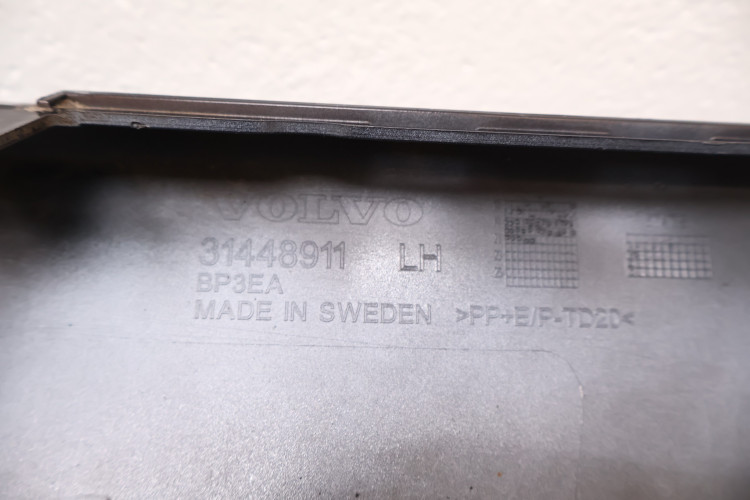 VOLVO
31448911 LH
BP3EA
MADE IN SWEDEN >PP+E/P-TD20<